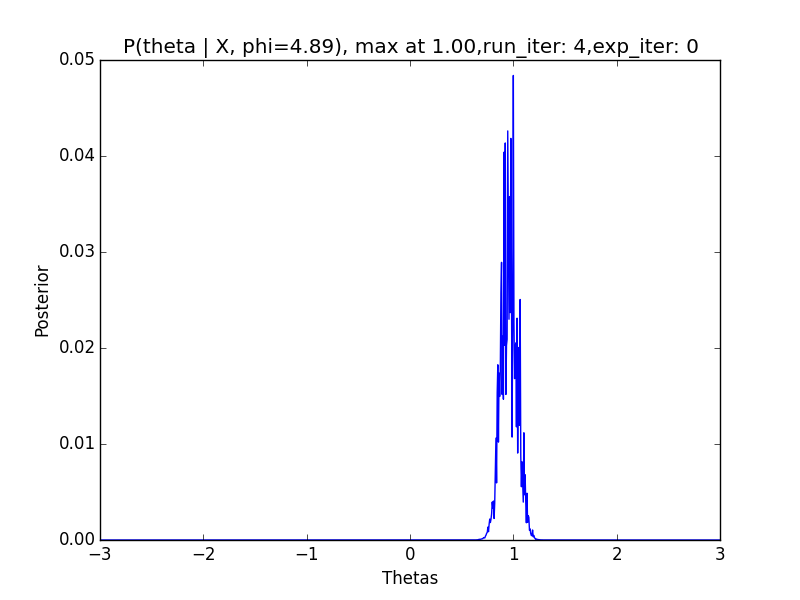 P(theta | X, phi=4.89), max at 1.00,run_iter: 4,exp_iter: 0
0.05
0.04
0.03
0.02
0.01
0.00
Posterior
−3 −2 −1 0 1 2 3
Thetas